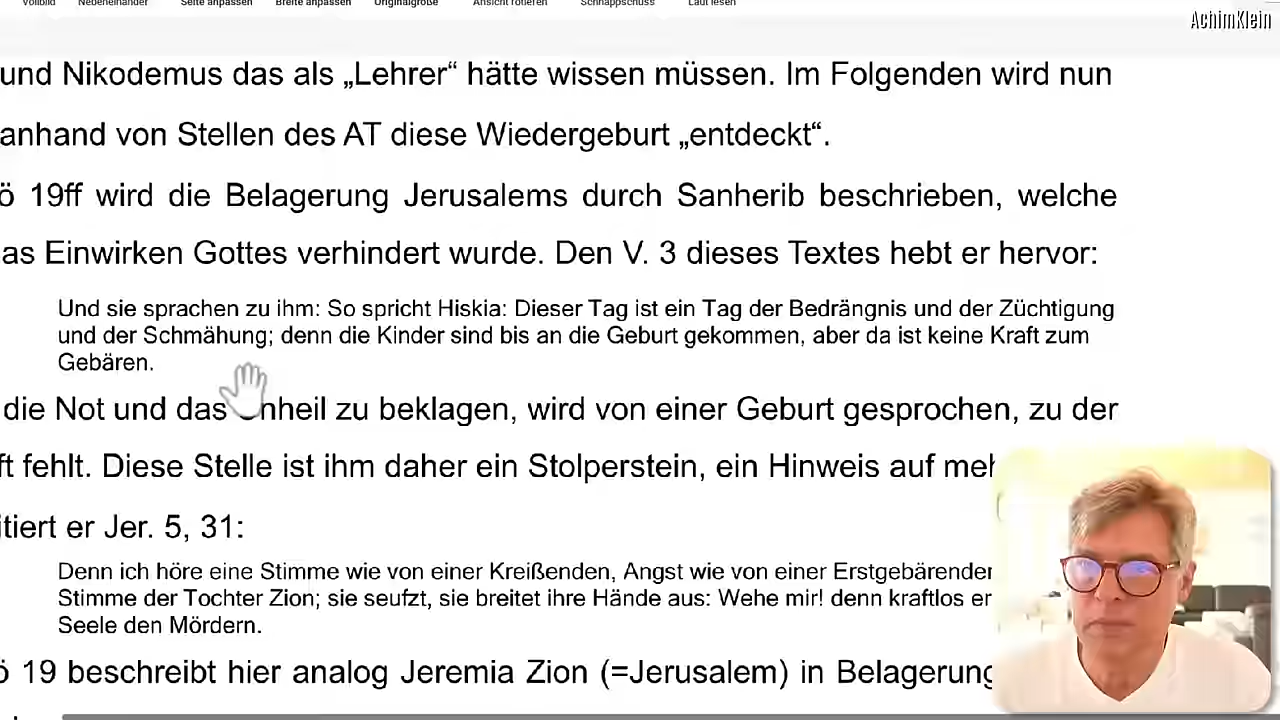 Vollbild Nebeneinander Seite anpassen Breite anpassen Originalgröße Ansicht rotieren Schnappschuss Laut lesen
AchimKlein
und Nikodemus das als „Lehrer“ hätte wissen müssen. Im Folgenden wird nun
anhand von Stellen des AT diese Wiedergeburt „entdeckt“.
ö 19ff wird die Belagerung Jerusalems durch Sanherib beschrieben, welche
as Einwirken Gottes verhindert wurde. Den V. 3 dieses Textes hebt er hervor:
Und sie sprachen zu ihm: So spricht Hiskia: Dieser Tag ist ein Tag der Bedrängnis und der Züchtigung
und der Schmähung; denn die Kinder sind bis an die Geburt gekommen, aber da ist keine Kraft zum
Gebären.
die Not und das Unheil zu beklagen, wird von einer Geburt gesprochen, zu der
ft fehlt. Diese Stelle ist ihm daher ein Stolperstein, ein Hinweis auf meh
itiert er Jer. 5, 31:
Denn ich höre eine Stimme wie von einer Kreißenden, Angst wie von einer Erstgebärenden
Stimme der Tochter Zion; sie seufzt, sie breitet ihre Hände aus: Wehe mir! denn kraftlos er
Seele den Mördern.
ö 19 beschreibt hier analog Jeremia Zion (=Jerusalem) in Belagerung